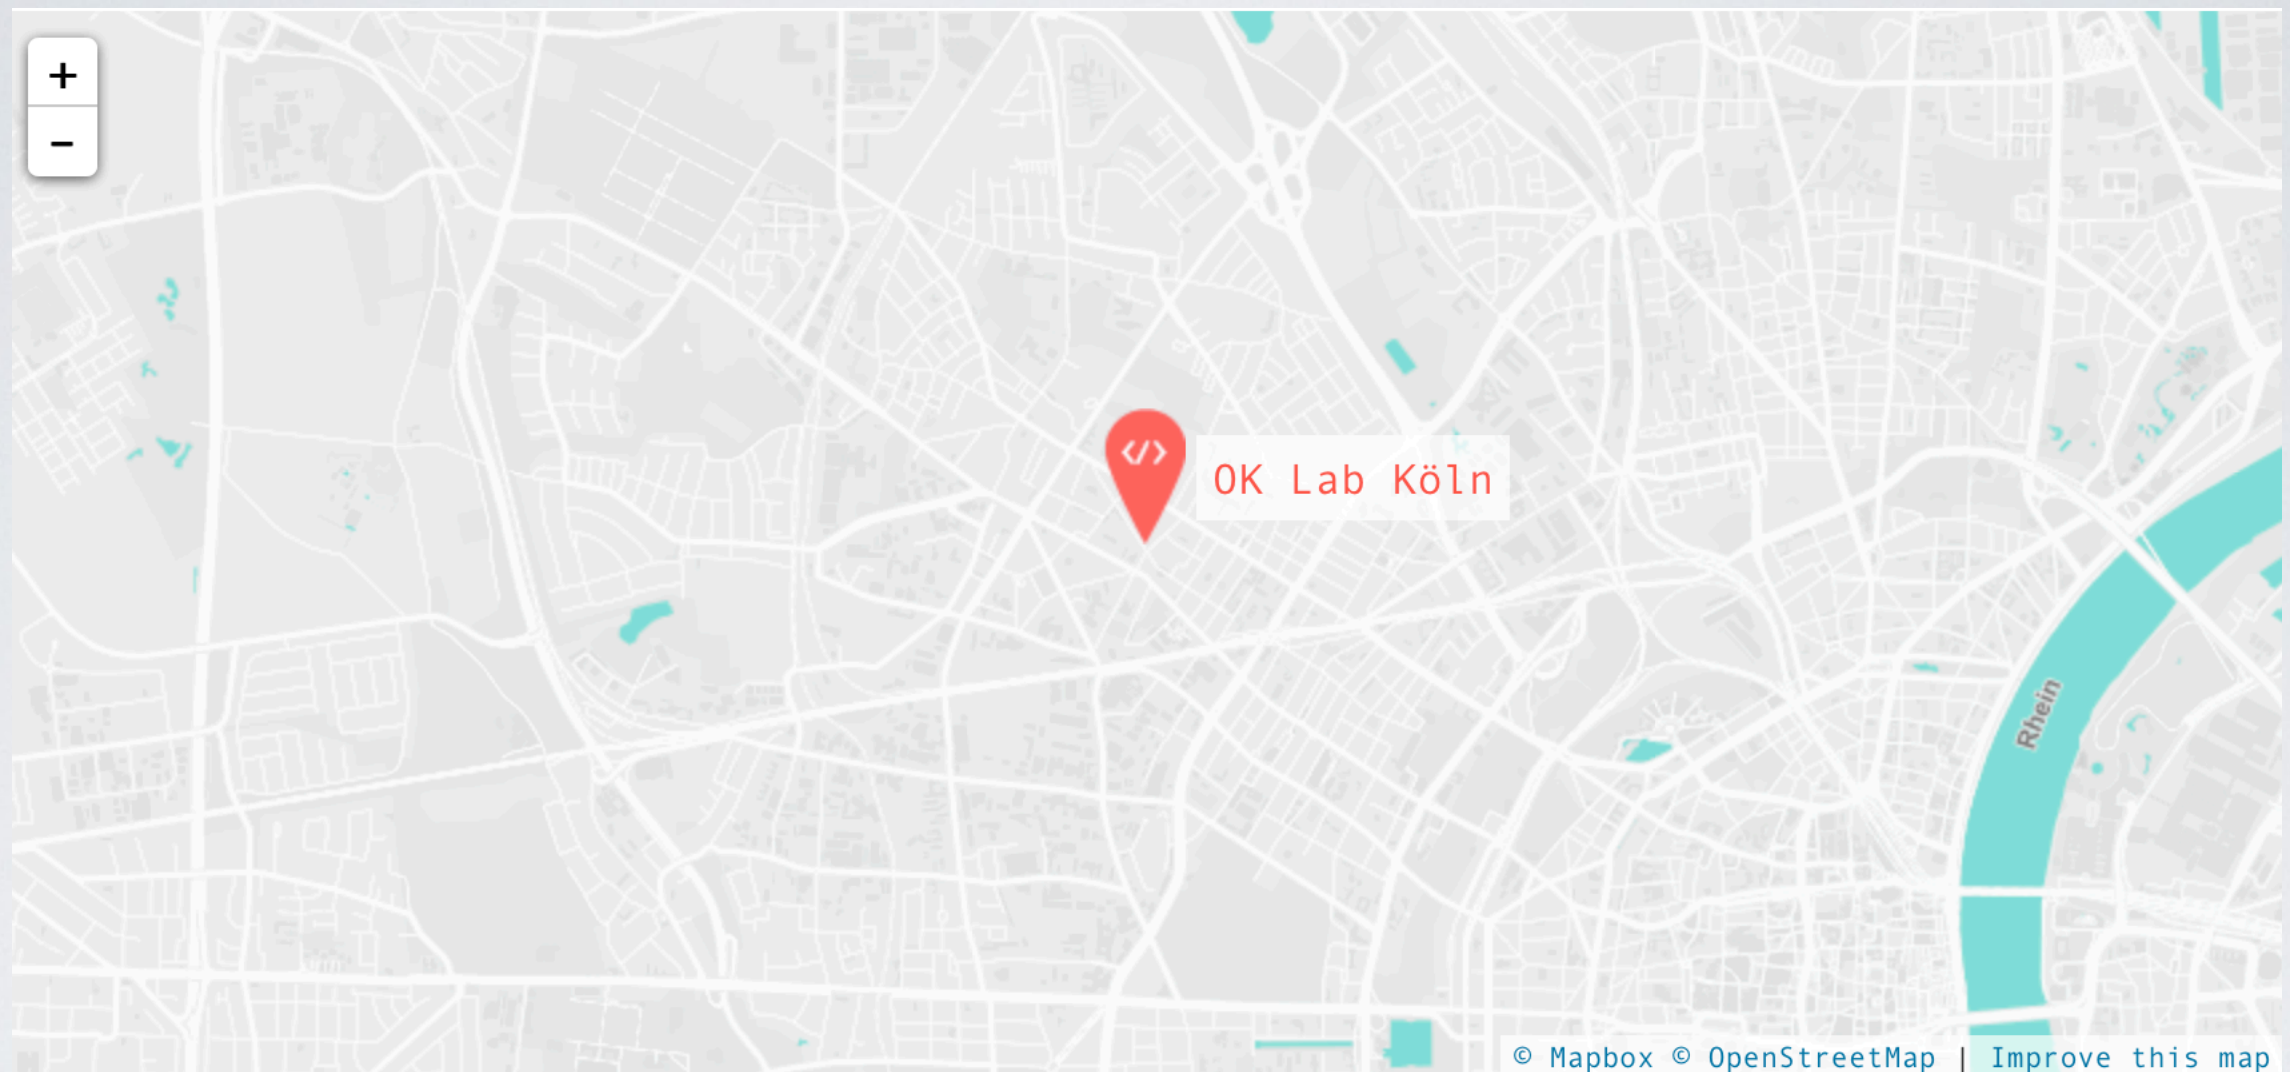 +
−
</>
OK Lab Köln
Rhein
© Mapbox © OpenStreetMap | Improve this map